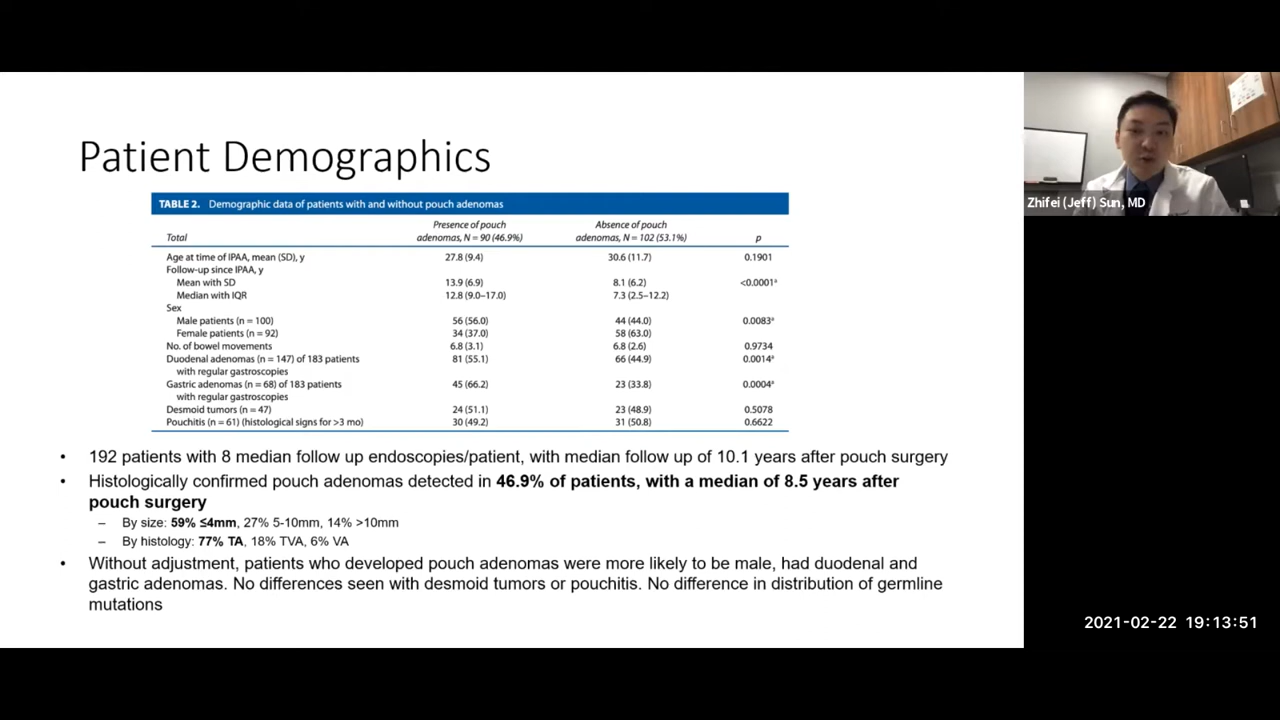 Patient Demographics
TABLE 2. Demographic data of patients with and without pouch adenomas
Total Presence of pouch adenomas, N = 90 (46.9%) Absence of pouch adenomas, N = 102 (53.1%) p
Age at time of IPAA, mean (SD), y 27.8 (9.4) 30.6 (11.7) 0.1901
Follow-up since IPAA, y
Mean with SD 13.9 (6.9) 8.1 (6.2) <0.0001ᵃ
Median with IQR 12.8 (9.0–17.0) 7.3 (2.5–12.2)
Sex
Male patients (n = 100) 56 (56.0) 44 (44.0) 0.0083ᵃ
Female patients (n = 92) 34 (37.0) 58 (63.0)
No. of bowel movements 6.8 (3.1) 6.8 (2.6) 0.9734
Duodenal adenomas (n = 147) of 183 patients 81 (55.1) 66 (44.9) 0.0014ᵃ
with regular gastroscopies
Gastric adenomas (n = 68) of 183 patients 45 (66.2) 23 (33.8) 0.0004ᵃ
with regular gastroscopies
Desmoid tumors (n = 47) 24 (51.1) 23 (48.9) 0.5078
Pouchitis (n = 61) (histological signs for >3 mo) 30 (49.2) 31 (50.8) 0.6622
• 192 patients with 8 median follow up endoscopies/patient, with median follow up of 10.1 years after pouch surgery
• Histologically confirmed pouch adenomas detected in 46.9% of patients, with a median of 8.5 years after
pouch surgery
– By size: 59% ≤4mm, 27% 5-10mm, 14% >10mm
– By histology: 77% TA, 18% TVA, 6% VA
• Without adjustment, patients who developed pouch adenomas were more likely to be male, had duodenal and
gastric adenomas. No differences seen with desmoid tumors or pouchitis. No difference in distribution of germline
mutations
Zhifei (Jeff) Sun, MD
2021-02-22 19:13:51